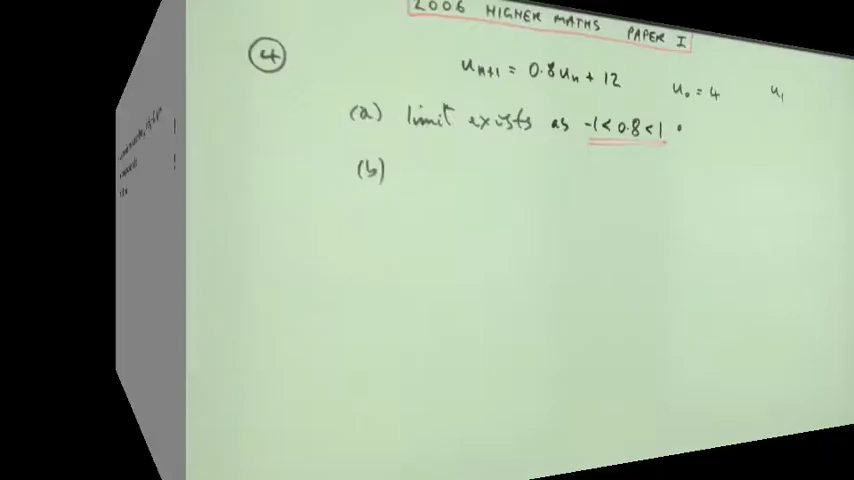 2006 HIGHER MATHS PAPER I
4
uₙ₊₁ = 0.8uₙ + 12 u₀ = 4 u₁
(a) limit exists as -1 < 0.8 < 1 .
(b)